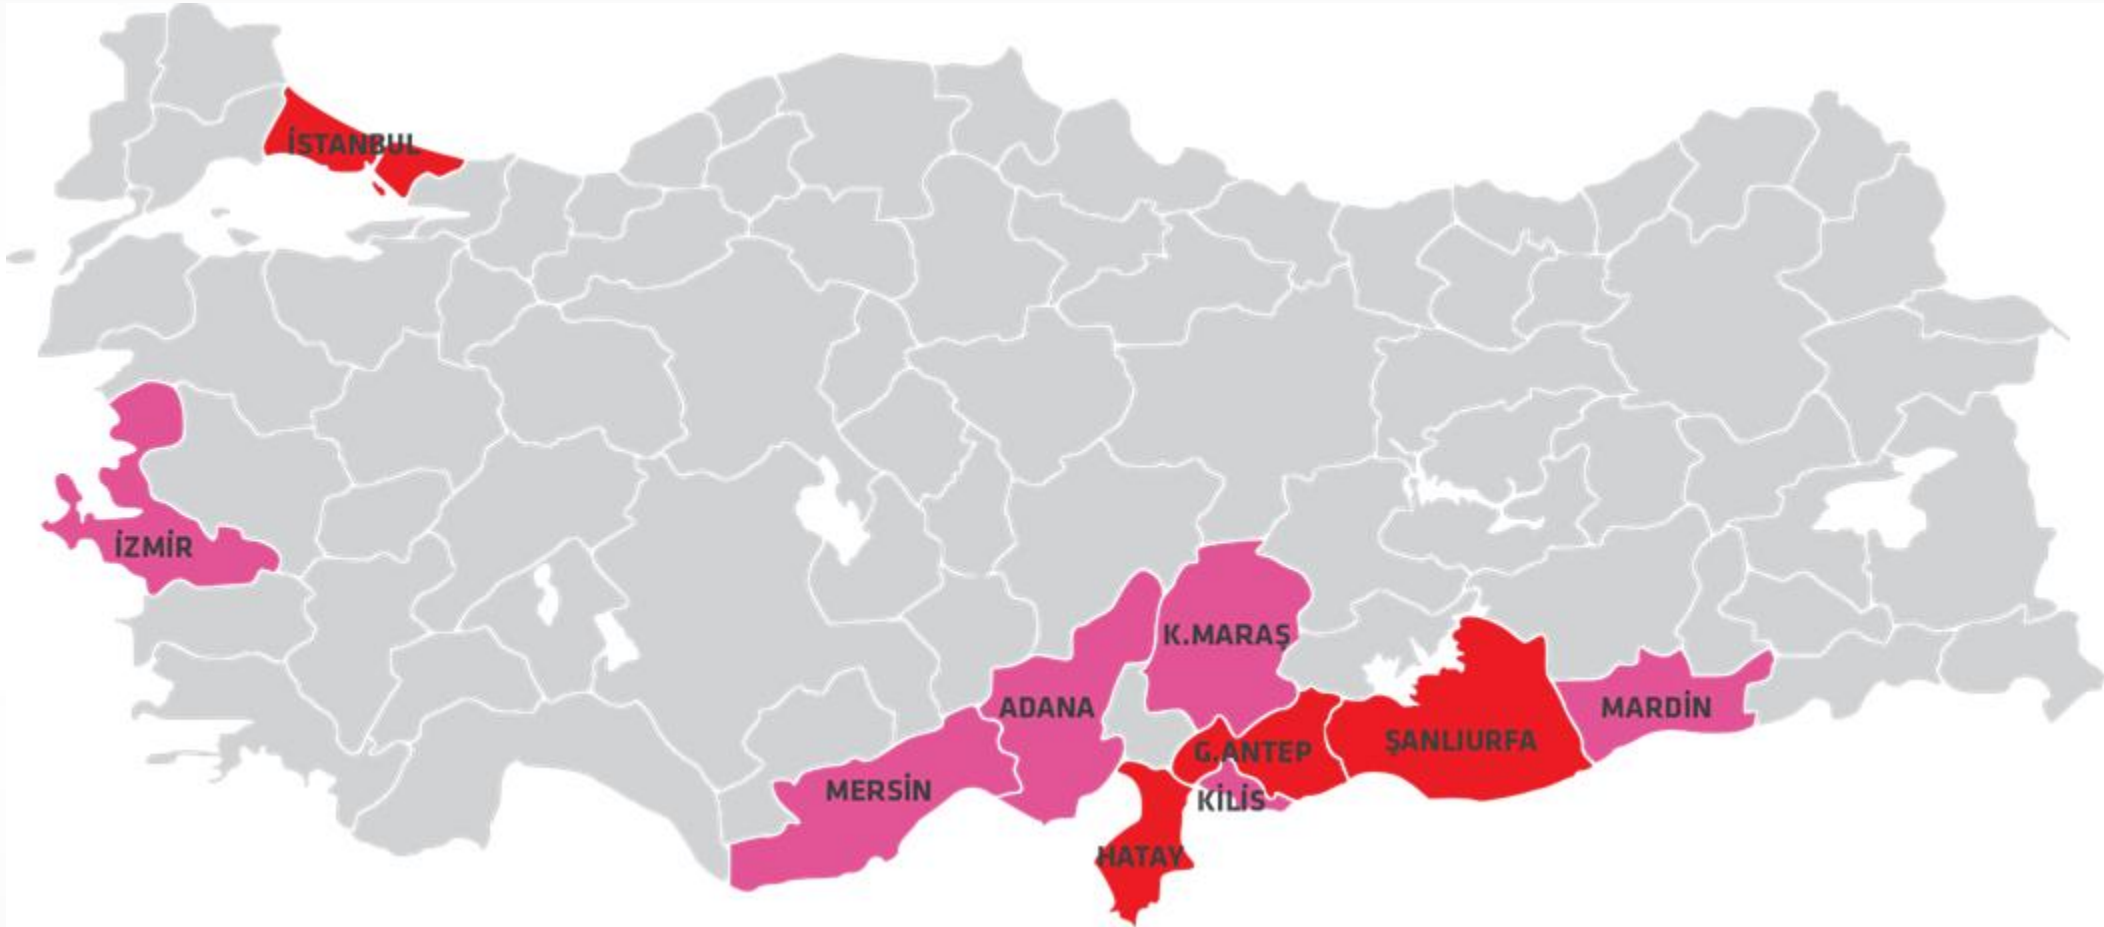 İSTANBUL
İZMİR
K.MARAŞ
ADANA
MARDİN
ŞANLIURFA
G.ANTEP
MERSİN
KİLİS
HATAY